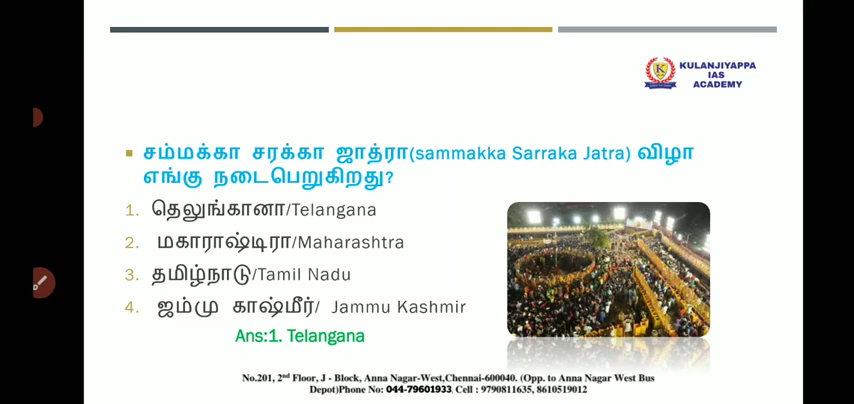 KULANJIYAPPA
IAS
ACADEMY
சம்மக்கா சரக்கா ஜாத்ரா(sammakka Sarraka Jatra) விழா
எங்கு நடைபெறுகிறது?
1. தெலுங்கானா/Telangana
2. மகாராஷ்டிரா/Maharashtra
3. தமிழ்நாடு/Tamil Nadu
4. ஜம்மு காஷ்மீர்/ Jammu Kashmir
Ans:1. Telangana
No.201, 2nd Floor, J - Block, Anna Nagar-West,Chennai-600040. (Opp. to Anna Nagar West Bus
Depot)Phone No: 044-79601933, Cell : 9790811635, 8610519012